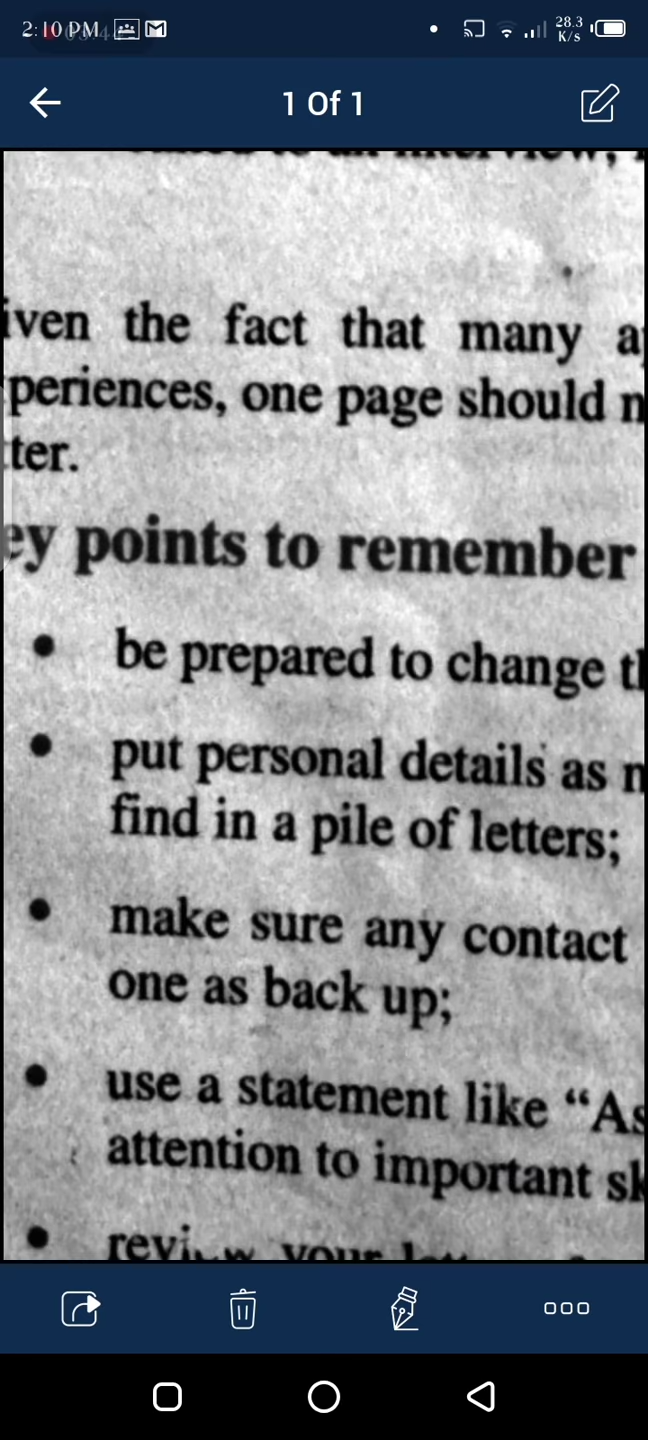 2:10 PM
28.3
K/s
1 Of 1
iven the fact that many a
periences, one page should n
ter.
ey points to remember
be prepared to change t
put personal details as n
find in a pile of letters;
make sure any contact
one as back up;
use a statement like “As
attention to important sk
your